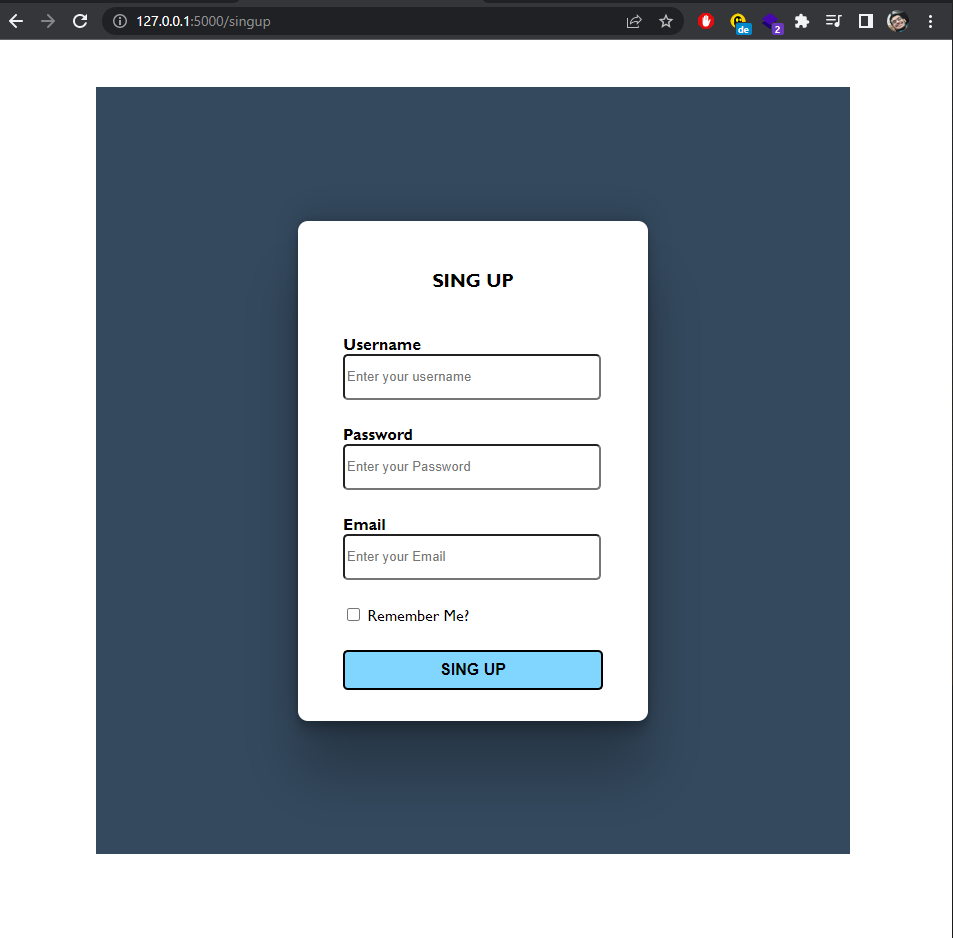 127.0.0.1:5000/singup
de
2
SING UP
Username
Enter your username
Password
Enter your Password
Email
Enter your Email
Remember Me?
SING UP